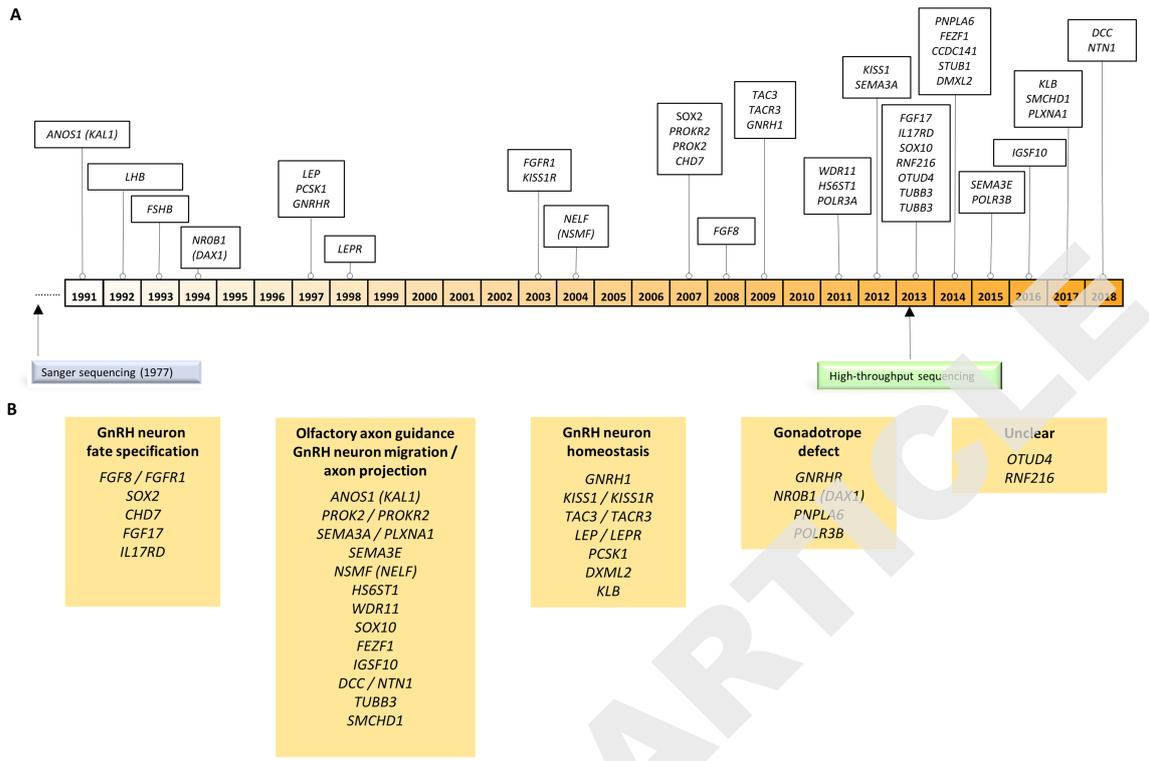 A
ANOS1 (KAL1)
LHB
FSHB
NR0B1
(DAX1)
LEP
PCSK1
GNRHR
LEPR
FGFR1
KISS1R
NELF
(NSMF)
SOX2
PROKR2
PROK2
CHD7
FGF8
TAC3
TACR3
GNRH1
WDR11
HS6ST1
POLR3A
KISS1
SEMA3A
FGF17
IL17RD
SOX10
RNF216
OTUD4
TUBB3
TUBB3
PNPLA6
FEZF1
CCDC141
STUB1
DMXL2
SEMA3E
POLR3B
IGSF10
KLB
SMCHD1
PLXNA1
DCC
NTN1
1991 1992 1993 1994 1995 1996 1997 1998 1999 2000 2001 2002 2003 2004 2005 2006 2007 2008 2009 2010 2011 2012 2013 2014 2015 2016 2017 2018
Sanger sequencing (1977)
High-throughput sequencing
B
GnRH neuron
fate specification
FGF8 / FGFR1
SOX2
CHD7
FGF17
IL17RD
Olfactory axon guidance
GnRH neuron migration /
axon projection
ANOS1 (KAL1)
PROK2 / PROKR2
SEMA3A / PLXNA1
SEMA3E
NSMF (NELF)
HS6ST1
WDR11
SOX10
FEZF1
IGSF10
DCC / NTN1
TUBB3
SMCHD1
GnRH neuron
homeostasis
GNRH1
KISS1 / KISS1R
TAC3 / TACR3
LEP / LEPR
PCSK1
DXML2
KLB
Gonadotrope
defect
GNRHR
NR0B1 (DAX1)
PNPLA6
POLR3B
Unclear
OTUD4
RNF216
ARTICLE